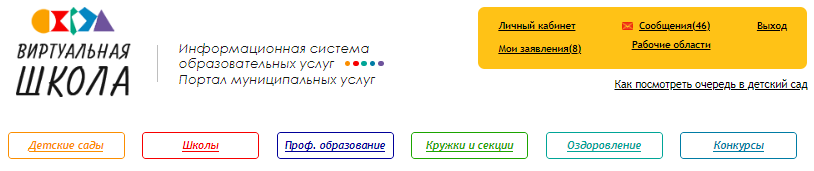 ВИРТУАЛЬНАЯ
ШКОЛА
Информационная система
образовательных услуг
Портал муниципальных услуг
Личный кабинет Сообщения(46) Выход
Мои заявления(8) Рабочие области
Как посмотреть очередь в детский сад
Детские сады Школы Проф. образование Кружки и секции Оздоровление Конкурсы